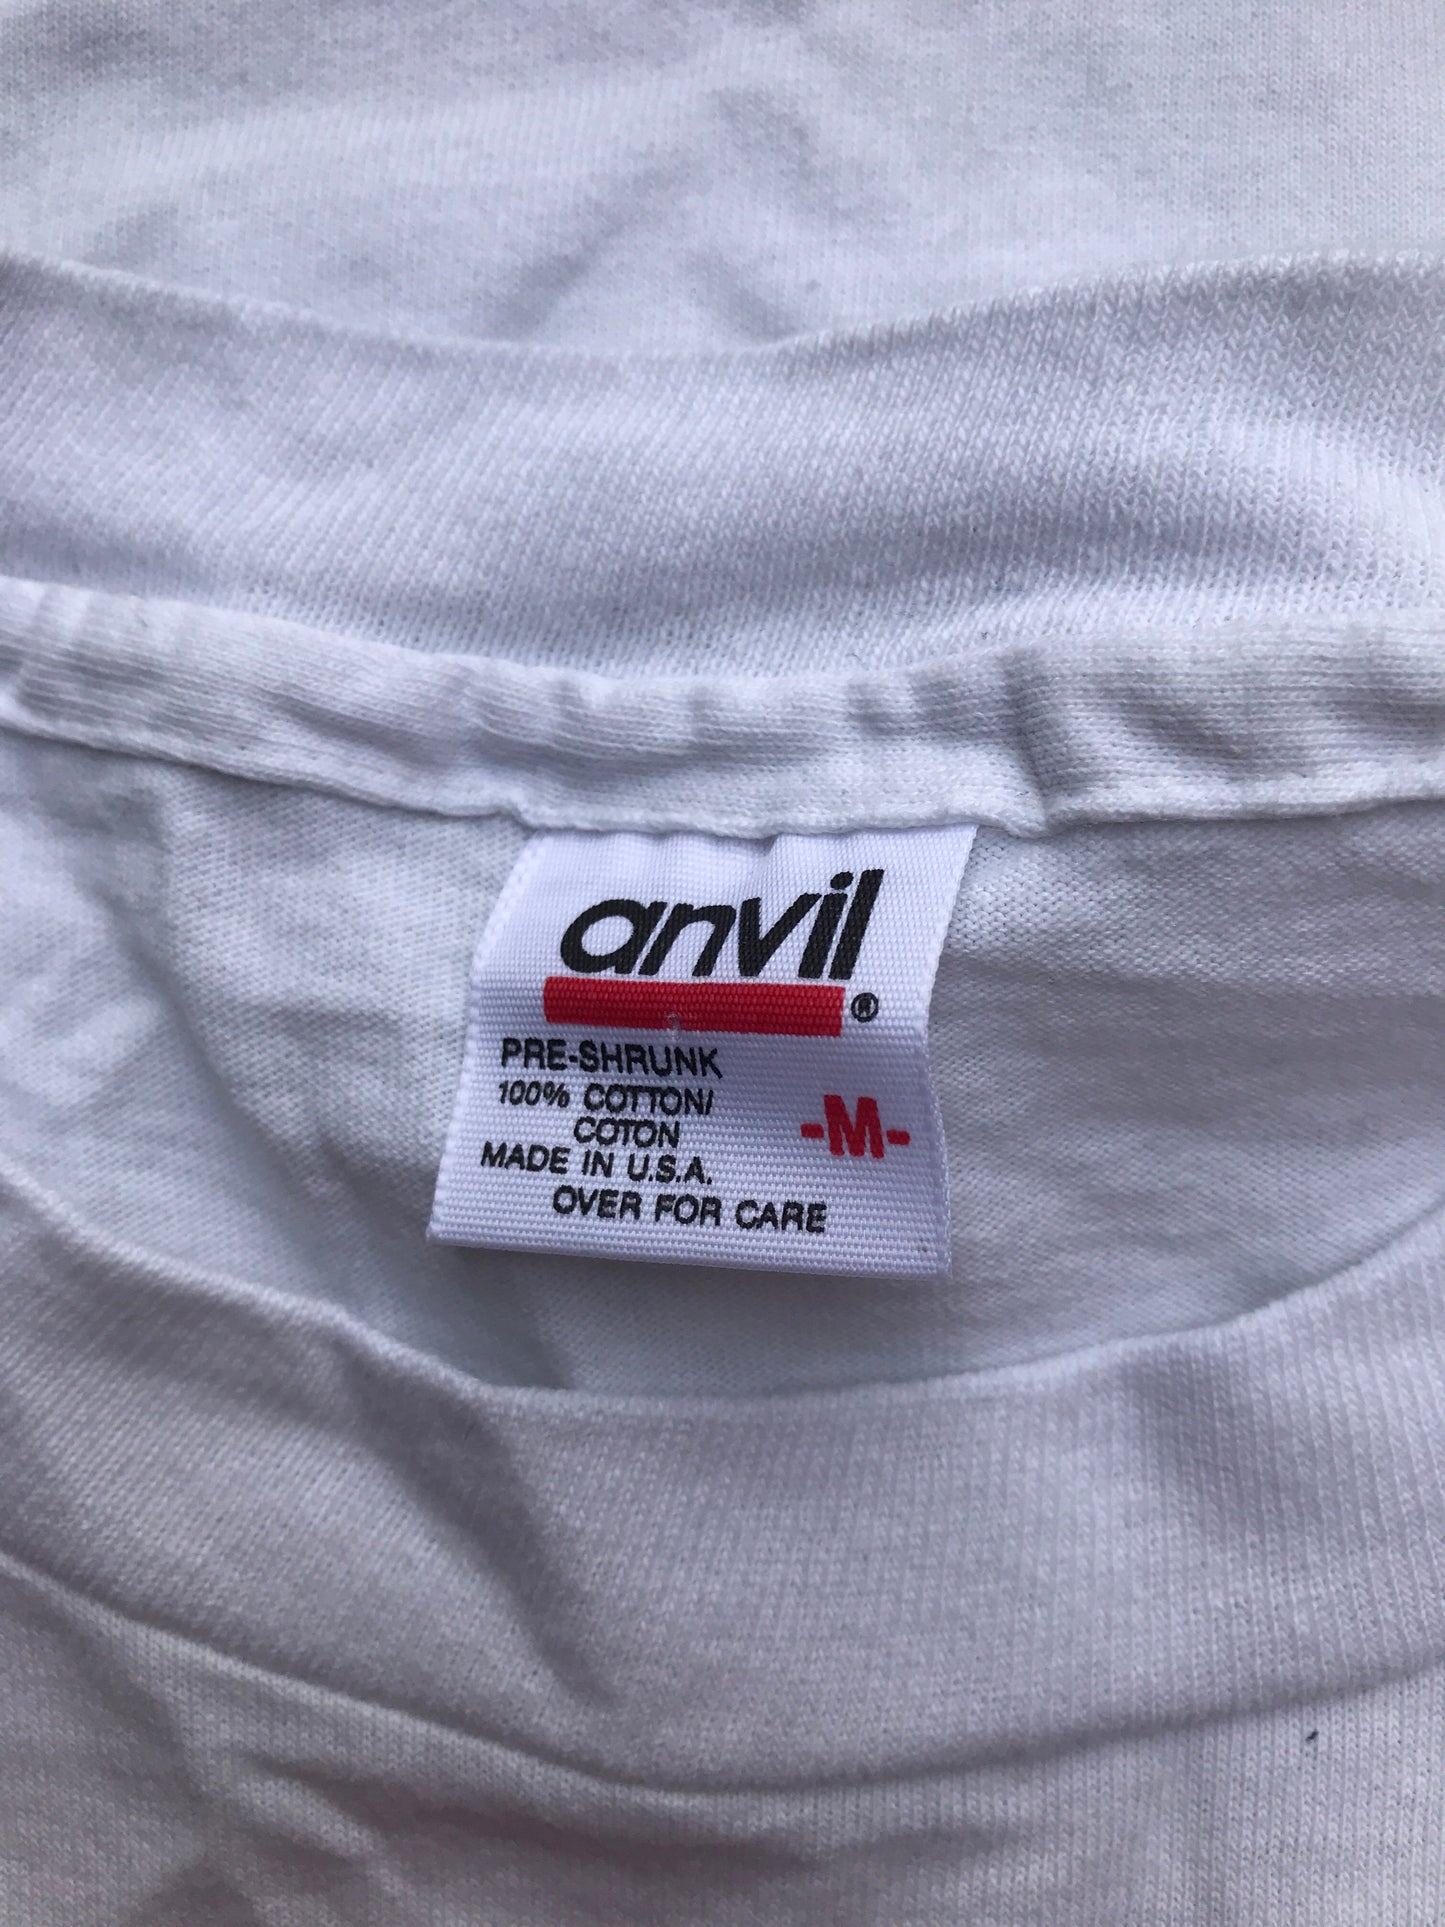 anvil®
PRE-SHRUNK
100% COTTON/
COTON
-M-
MADE IN U.S.A.
OVER FOR CARE